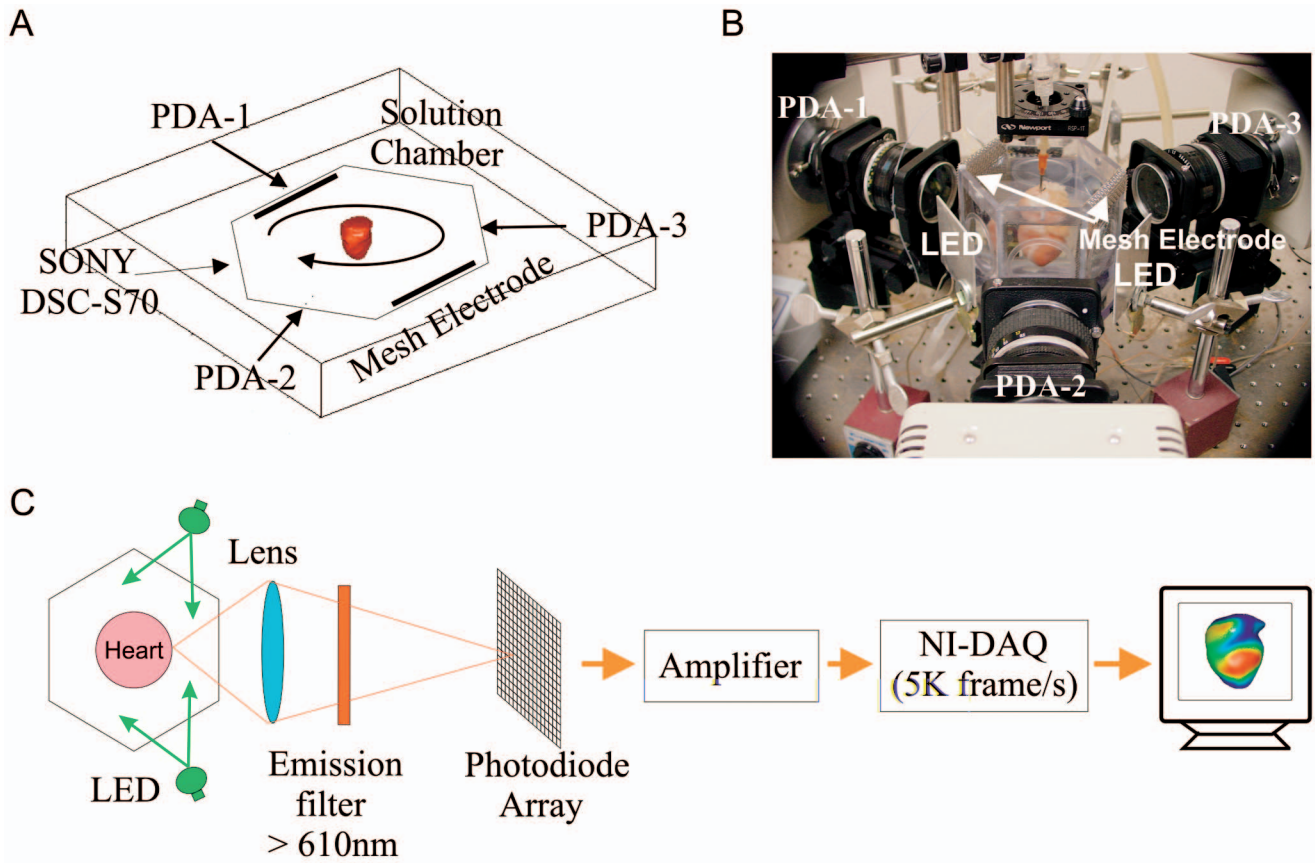 A
PDA-1
Solution
Chamber
PDA-3
SONY
DSC-S70
PDA-2
Mesh Electrode
B
PDA-1
Newport
PDA-3
LED
Mesh Electrode
LED
PDA-2
C
Lens
Heart
LED
Emission
filter
> 610nm
Photodiode
Array
Amplifier
NI-DAQ
(5K frame/s)